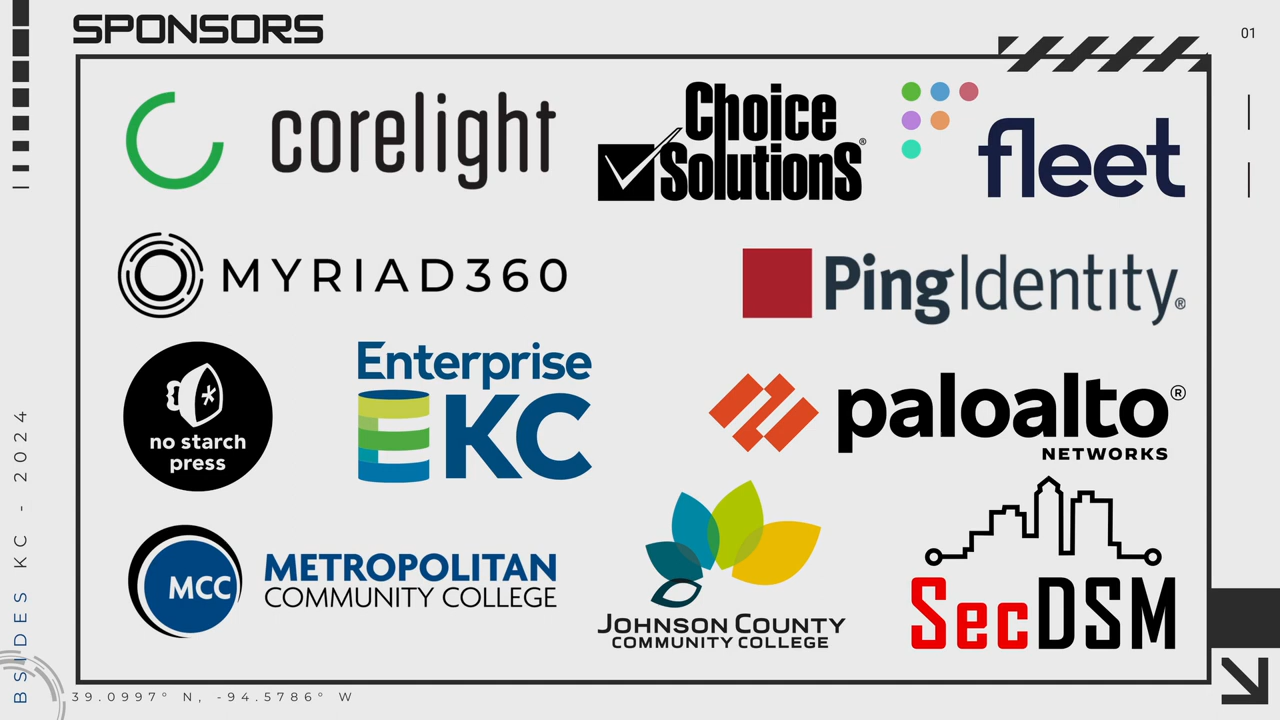 SPONSORS
01
corelight
Choice
Solutions®
fleet
MYRIAD360
PingIdentity®
no starch
press
Enterprise
KC
paloalto®
NETWORKS
MCC
METROPOLITAN
COMMUNITY COLLEGE
JOHNSON COUNTY
COMMUNITY COLLEGE
SecDSM
BSIDES KC - 2024
39.0997° N, -94.5786° W